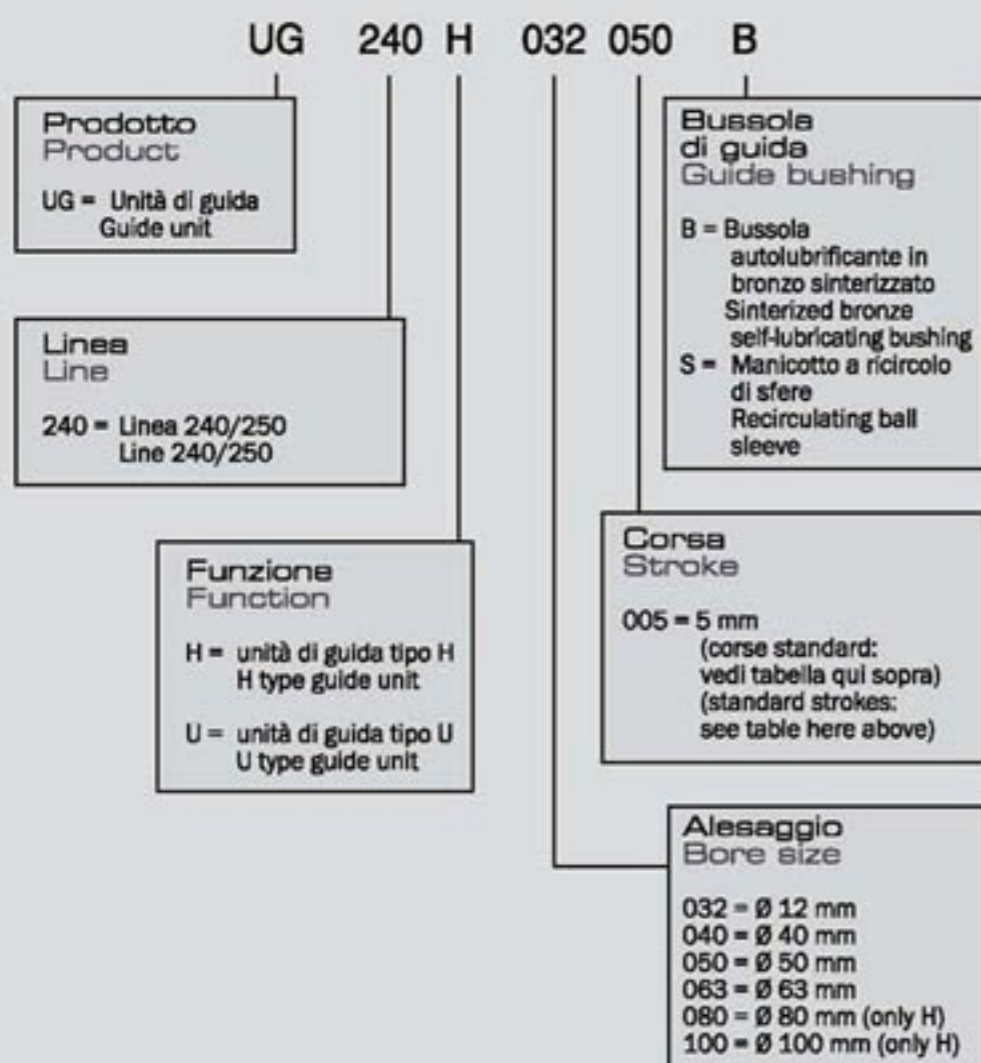 UG 240 H 032 050 B
Prodotto
Product
UG = Unità di guida
Guide unit
Linea
Line
240 = Linea 240/250
Line 240/250
Funzione
Function
H = unità di guida tipo H
H type guide unit
U = unità di guida tipo U
U type guide unit
Bussola
di guida
Guide bushing
B = Bussola
autolubrificante in
bronzo sinterizzato
Sinterized bronze
self-lubricating bushing
S = Manicotto a ricircolo
di sfere
Recirculating ball
sleeve
Corsa
Stroke
005 = 5 mm
(corse standard:
vedi tabella qui sopra)
(standard strokes:
see table here above)
Alesaggio
Bore size
032 = Ø 12 mm
040 = Ø 40 mm
050 = Ø 50 mm
063 = Ø 63 mm
080 = Ø 80 mm (only H)
100 = Ø 100 mm (only H)